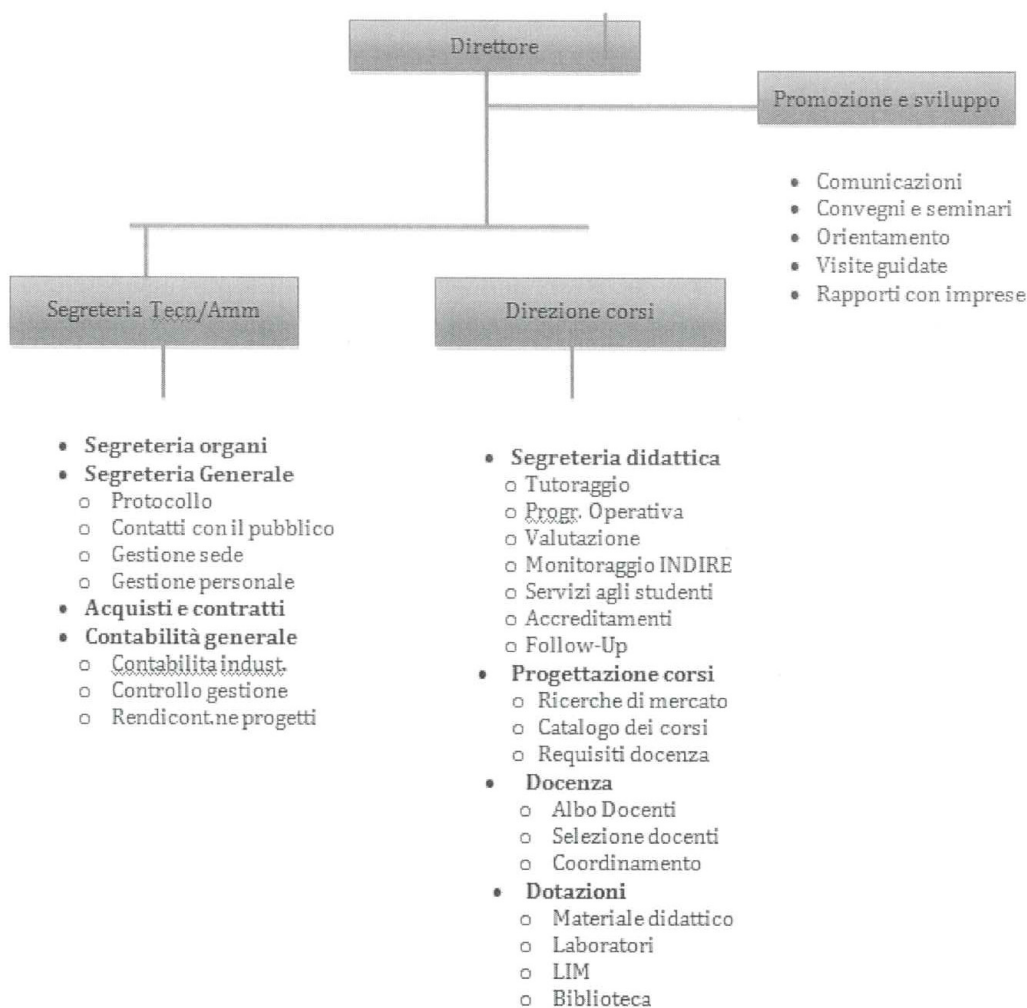 Direttore
Promozione e sviluppo
• Comunicazioni
• Convegni e seminari
• Orientamento
• Visite guidate
• Rapporti con imprese
Segreteria Tecn/Amm
• Segreteria organi
• Segreteria Generale
o Protocollo
o Contatti con il pubblico
o Gestione sede
o Gestione personale
• Acquisti e contratti
• Contabilità generale
o Contabilita indust.
o Controllo gestione
o Rendicont.ne progetti
Direzione corsi
• Segreteria didattica
o Tutoraggio
o Progr. Operativa
o Valutazione
o Monitoraggio INDIRE
o Servizi agli studenti
o Accreditamenti
o Follow-Up
• Progettazione corsi
o Ricerche di mercato
o Catalogo dei corsi
o Requisiti docenza
• Docenza
o Albo Docenti
o Selezione docenti
o Coordinamento
• Dotazioni
o Materiale didattico
o Laboratori
o LIM
o Biblioteca